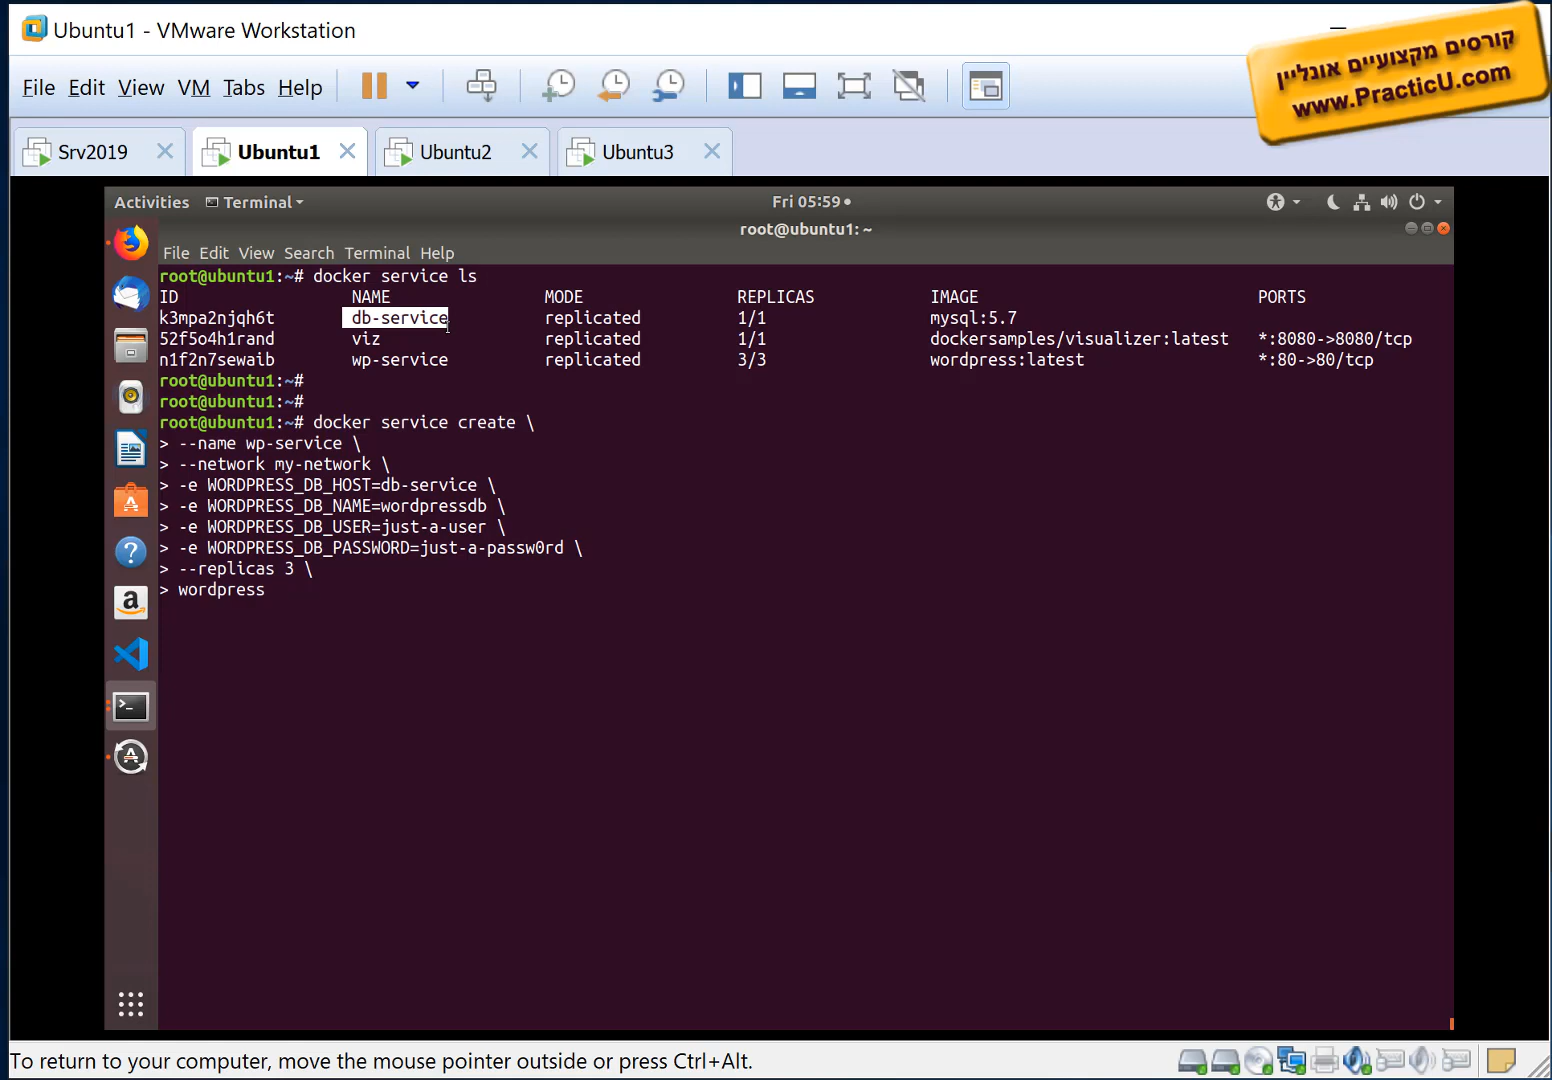 Ubuntu1 - VMware Workstation
קורסים מקצועיים אונליין
www.PracticU.com
File Edit View VM Tabs Help
Srv2019 Ubuntu1 Ubuntu2 Ubuntu3
Activities Terminal Fri 05:59
root@ubuntu1: ~
File Edit View Search Terminal Help
root@ubuntu1:~# docker service ls
ID NAME MODE REPLICAS IMAGE PORTS
k3mpa2njqh6t db-service replicated 1/1 mysql:5.7
52f5o4h1rand viz replicated 1/1 dockersamples/visualizer:latest *:8080->8080/tcp
n1f2n7sewaib wp-service replicated 3/3 wordpress:latest *:80->80/tcp
root@ubuntu1:~#
root@ubuntu1:~#
root@ubuntu1:~# docker service create \
> --name wp-service \
> --network my-network \
> -e WORDPRESS_DB_HOST=db-service \
> -e WORDPRESS_DB_NAME=wordpressdb \
> -e WORDPRESS_DB_USER=just-a-user \
> -e WORDPRESS_DB_PASSWORD=just-a-passw0rd \
> --replicas 3 \
> wordpress
To return to your computer, move the mouse pointer outside or press Ctrl+Alt.